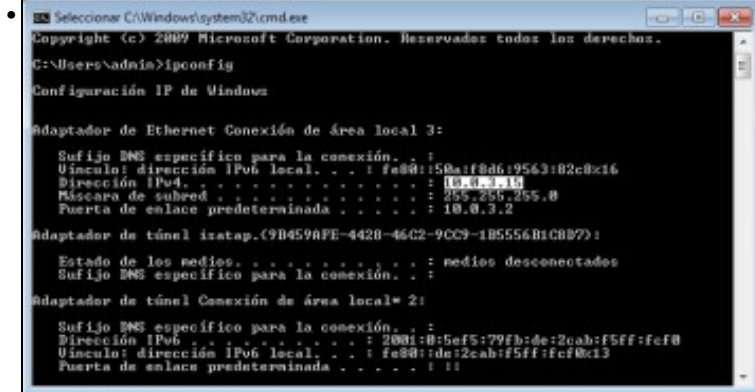 Seleccionar C:\Windows\system32\cmd.exe
Copyright (c) 2009 Microsoft Corporation. Reservados todos los derechos.
C:\Users\admin>ipconfig
Configuración IP de Windows
Adaptador de Ethernet Conexión de área local 3:
Sufijo DNS específico para la conexión. . :
Vínculo: dirección IPv6 local. . . : fe80::50a:f8d6:9563:82c8%16
Dirección IPv4. . . . . . . . . . . . . . : 10.0.3.15
Máscara de subred . . . . . . . . . . . . : 255.255.255.0
Puerta de enlace predeterminada . . . . . : 10.0.3.2
Adaptador de túnel isatap.{9B459AFE-4428-46C2-9CC9-1B5556B1C8D7}:
Estado de los medios. . . . . . . . . . . : medios desconectados
Sufijo DNS específico para la conexión. . :
Adaptador de túnel Conexión de área local* 2:
Sufijo DNS específico para la conexión. . :
Dirección IPv6 . . . . . . . . . . : 2001:0:5ef5:79fb:de:2cab:f5ff:fcf0
Vínculo: dirección IPv6 local. . . : fe80::de:2cab:f5ff:fcf0%13
Puerta de enlace predeterminada . . . . . : ::